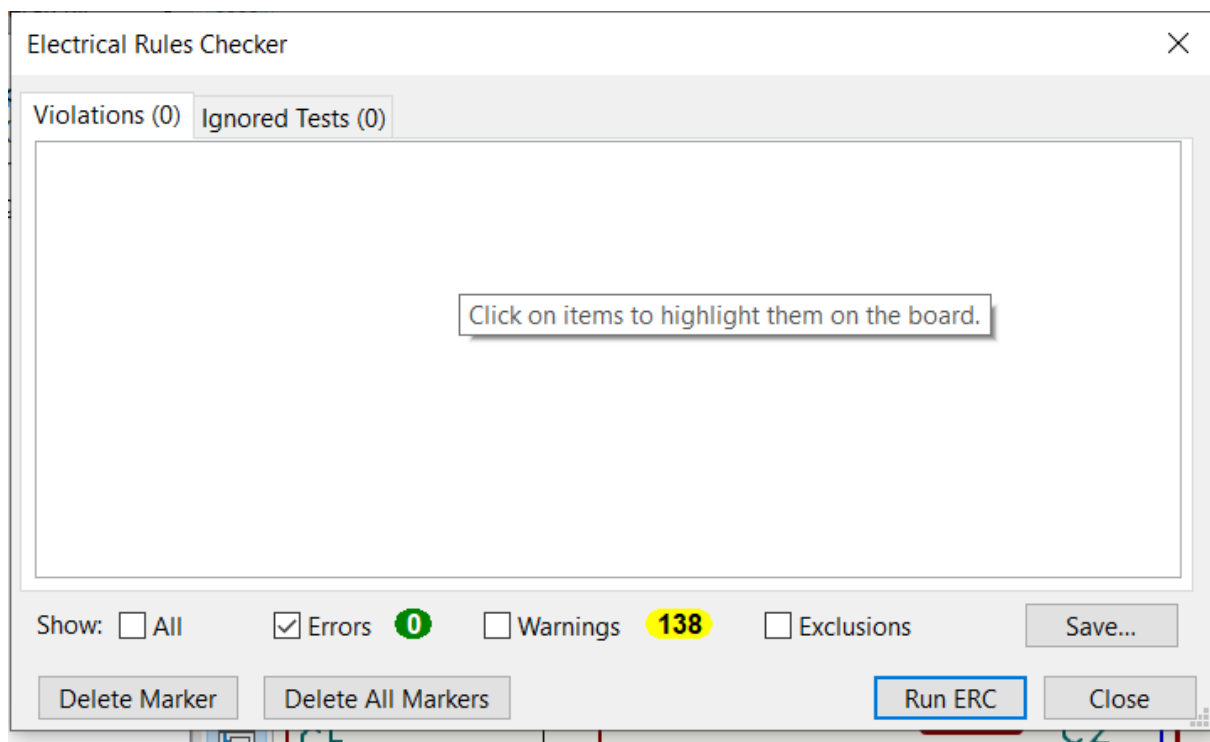 Electrical Rules Checker
Violations (0) Ignored Tests (0)
Click on items to highlight them on the board.
Show: All Errors 0 Warnings 138 Exclusions Save...
Delete Marker Delete All Markers Run ERC Close